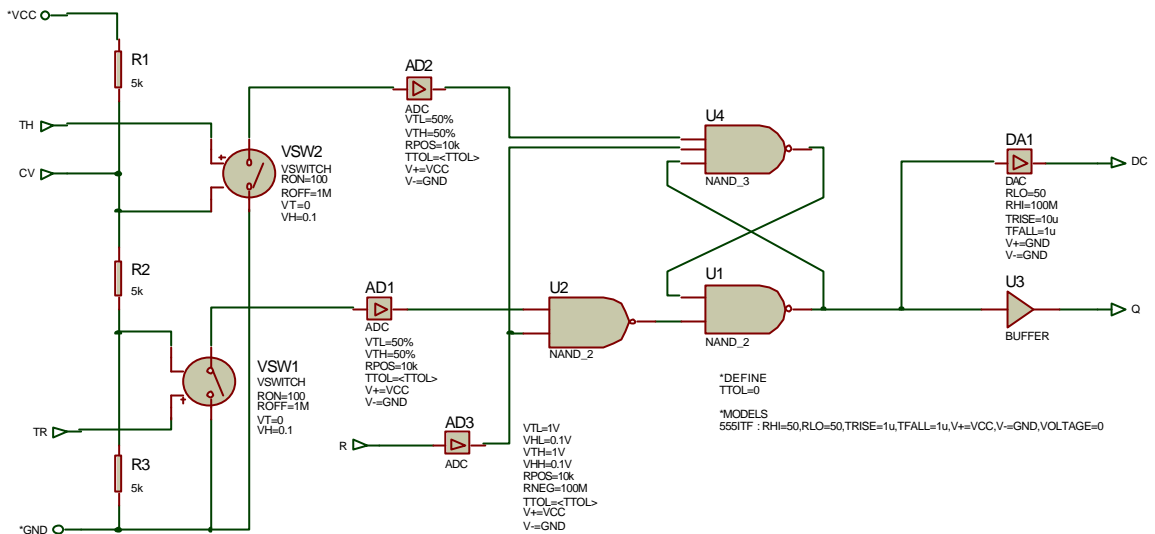 *VCC
R1
5k
TH
CV
VSW2
VSWITCH
RON=100
ROFF=1M
VT=0
VH=0.1
AD2
ADC
VTL=50%
VTH=50%
RPOS=10k
TTOL=<TTOL>
V+=VCC
V-=GND
U4
NAND_3
DA1
DAC
RLO=50
RHI=100M
TRISE=10u
TFALL=1u
V+=GND
V-=GND
DC
R2
5k
AD1
ADC
VTL=50%
VTH=50%
RPOS=10k
TTOL=<TTOL>
V+=VCC
V-=GND
U2
NAND_2
U1
NAND_2
U3
BUFFER
Q
VSW1
VSWITCH
RON=100
ROFF=1M
VT=0
VH=0.1
TR
R3
5k
R
AD3
ADC
VTL=1V
VHL=0.1V
VTH=1V
VHH=0.1V
RPOS=10k
RNEG=100M
TTOL=<TTOL>
V+=VCC
V-=GND
*DEFINE
TTOL=0
*MODELS
555ITF : RHI=50,RLO=50,TRISE=1u,TFALL=1u,V+=VCC,V-=GND,VOLTAGE=0
*GND